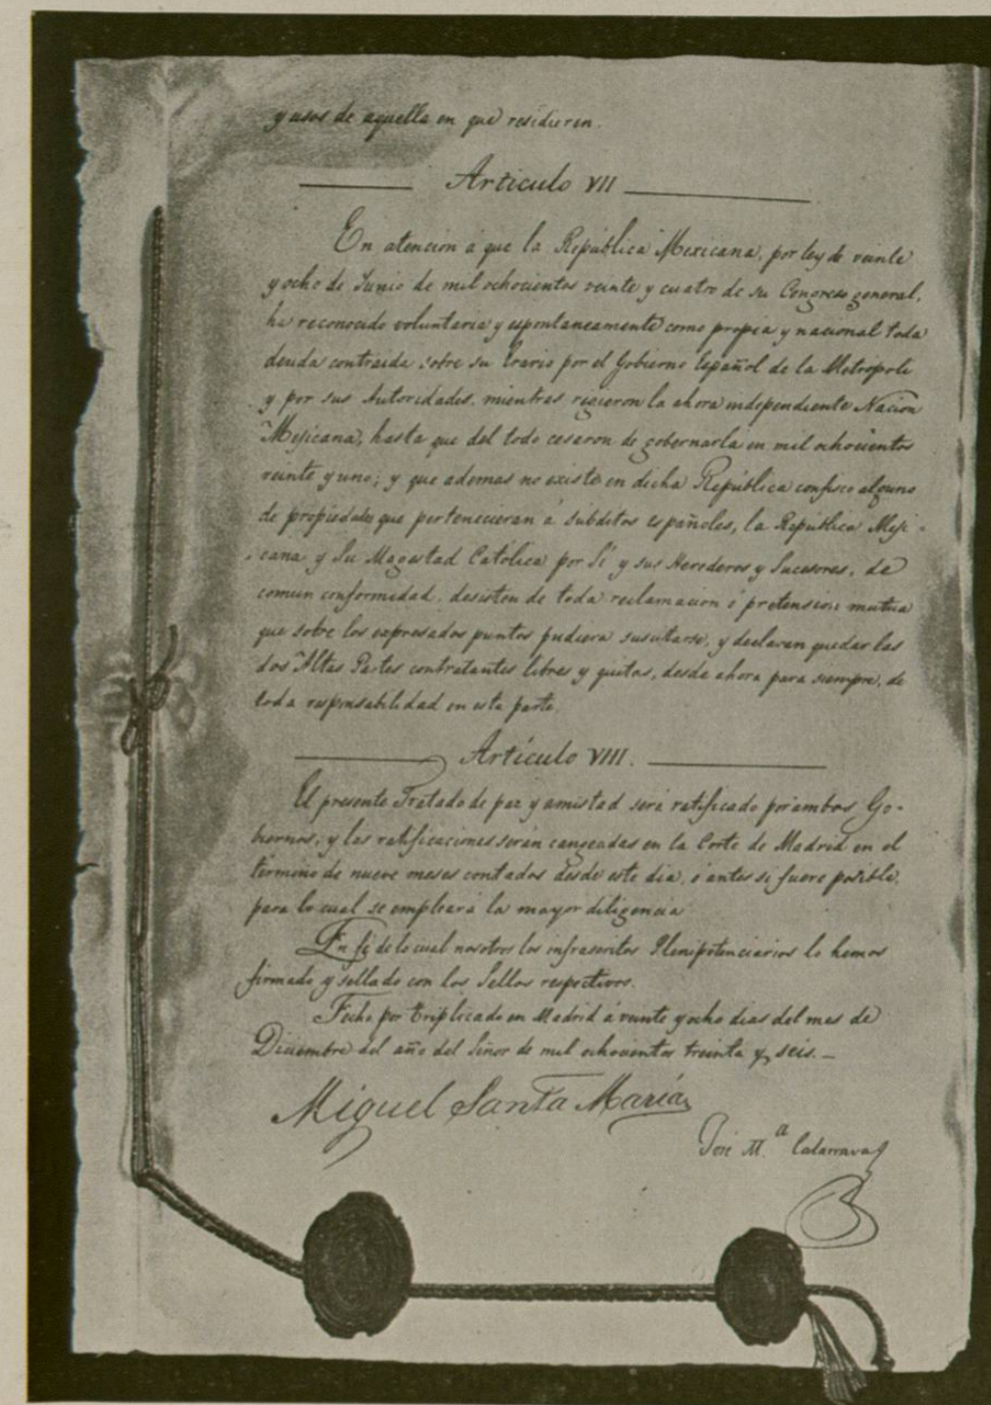 y usos de aquella en que residieren.
Articulo VII
En atencion á que la República Mexicana, por ley de veinte
y ocho de Junio de mil ochocientos veinte y cuatro de su Congreso general,
ha reconocido voluntaria y espontaneamente como propia y nacional toda
deuda contraida sobre su Erario por el Gobierno Español de la Metropoli
y por sus Autoridades, mientras rigieron la ahora independiente Nacion
Mejicana, hasta que del todo cesaron de gobernarla en mil ochocientos
veinte y uno; y que ademas no existe en dicha República confisco alguno
de propiedades que pertenecieran á subditos españoles, la República Meji-
cana y Su Magestad Católica por Sí y sus Herederos y Sucesores, de
comun conformidad, desisten de toda reclamacion ó pretension mutua
que sobre los expresados puntos pudiera suscitarse, y declaran quedar las
dos Altas Partes contratantes libres y quitas, desde ahora para siempre, de
toda responsabilidad en esta parte.
Artículo VIII.
El presente Tratado de paz y amistad será ratificado por ambos Go-
biernos, y las ratificaciones serán cangeadas en la Corte de Madrid en el
término de nueve meses contados desde este dia, ó antes si fuere posible,
para lo cual se empleará la mayor diligencia
En fé de lo cual nosotros los infrascritos Plenipotenciarios lo hemos
firmado y sellado con los Sellos respectivos.
Fecho por triplicado en Madrid á veinte y ocho dias del mes de
Diciembre del año del Señor de mil ochocientos treinta y seis.—
Miguel Santa María
José M.ª Calatrava